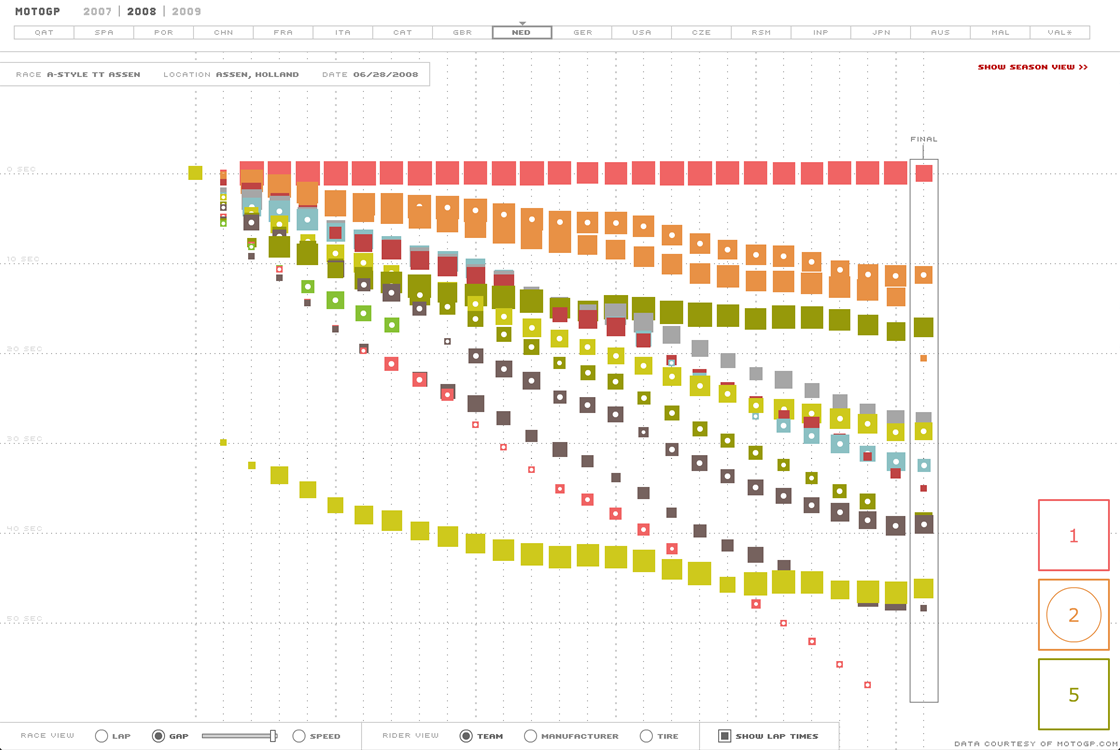 MOTOGP 2007 | 2008 | 2009
QAT SPA POR CHN FRA ITA CAT GBR NED GER USA CZE RSM INP JPN AUS MAL VAL+
RACE A-STYLE TT ASSEN LOCATION ASSEN, HOLLAND DATE 06/28/2008
SHOW SEASON VIEW >>
FINAL
0 SEC
10 SEC
20 SEC
30 SEC
40 SEC
50 SEC
1
2
5
RACE VIEW LAP GAP SPEED RIDER VIEW TEAM MANUFACTURER TIRE SHOW LAP TIMES
DATA COURTESY OF MOTOGP.COM